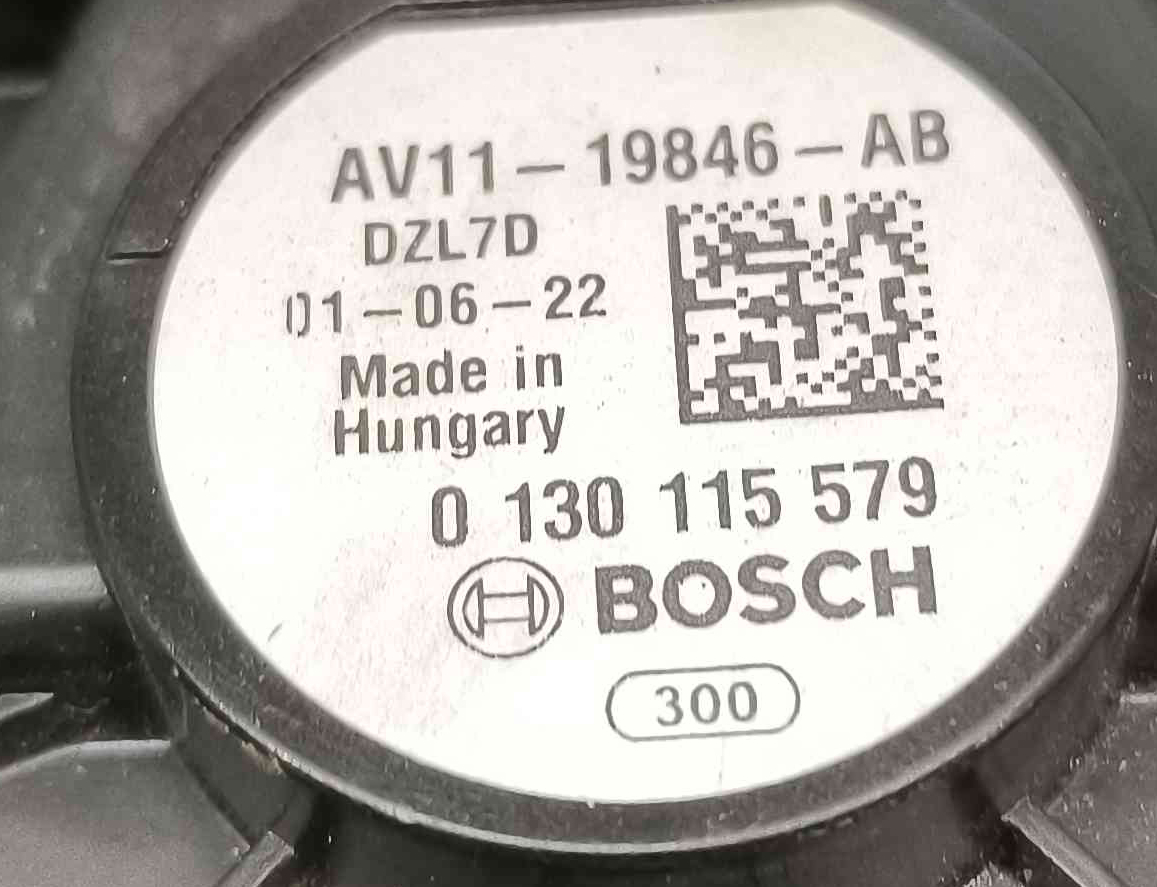 AV11-19846-AB
DZL7D
01-06-22
Made in
Hungary
0 130 115 579
BOSCH
300